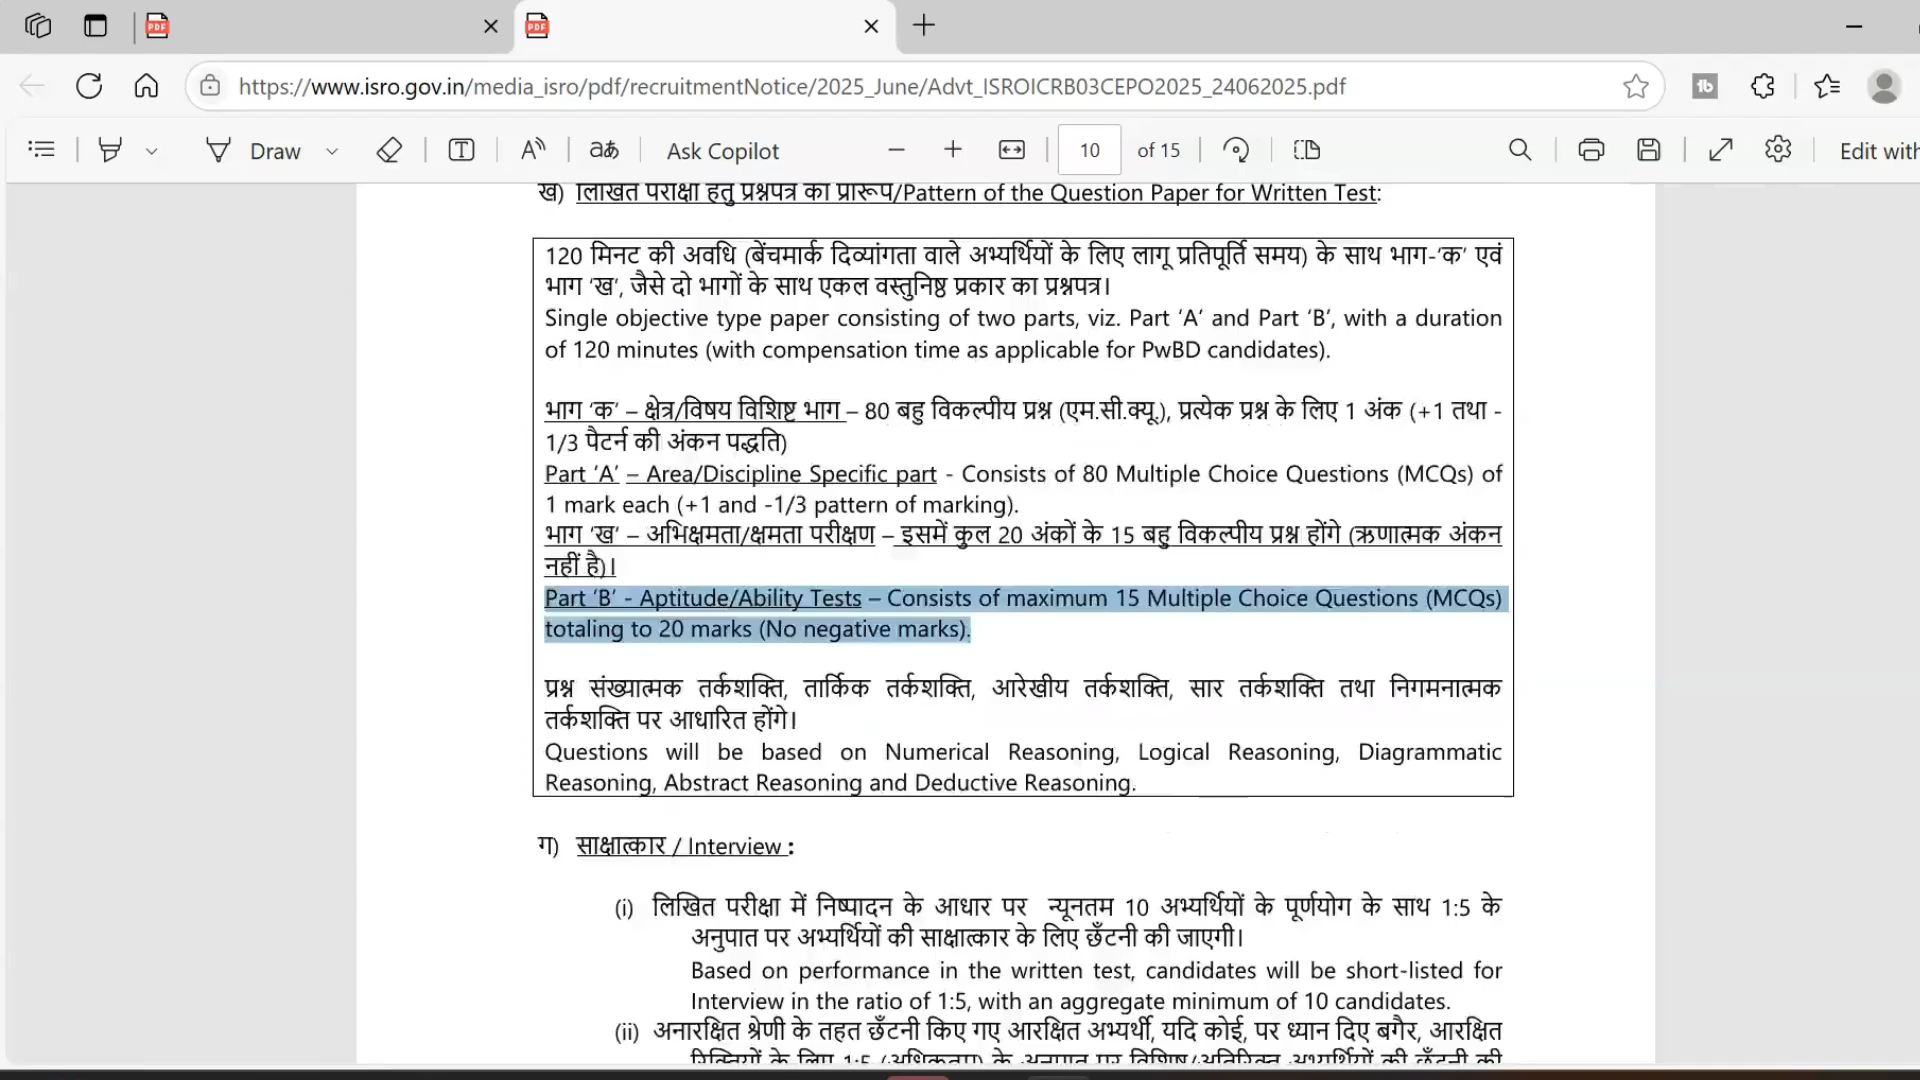 PDF
PDF
https://www.isro.gov.in/media_isro/pdf/recruitmentNotice/2025_June/Advt_ISROICRB03CEPO2025_24062025.pdf
Draw
Ask Copilot
10 of 15
Edit with
ख) लिखित परीक्षा हेतु प्रश्नपत्र का प्रारूप/Pattern of the Question Paper for Written Test:
120 मिनट की अवधि (बेंचमार्क दिव्यांगता वाले अभ्यर्थियों के लिए लागू प्रतिपूर्ति समय) के साथ भाग-‘क’ एवं
भाग ‘ख’, जैसे दो भागों के साथ एकल वस्तुनिष्ठ प्रकार का प्रश्नपत्र।
Single objective type paper consisting of two parts, viz. Part ‘A’ and Part ‘B’, with a duration
of 120 minutes (with compensation time as applicable for PwBD candidates).
भाग ‘क’ – क्षेत्र/विषय विशिष्ट भाग – 80 बहु विकल्पीय प्रश्न (एम.सी.क्यू.), प्रत्येक प्रश्न के लिए 1 अंक (+1 तथा -
1/3 पैटर्न की अंकन पद्धति)
Part ‘A’ – Area/Discipline Specific part - Consists of 80 Multiple Choice Questions (MCQs) of
1 mark each (+1 and -1/3 pattern of marking).
भाग ‘ख’ – अभिक्षमता/क्षमता परीक्षण – इसमें कुल 20 अंकों के 15 बहु विकल्पीय प्रश्न होंगे (ऋणात्मक अंकन
नहीं है)।
Part ‘B’ - Aptitude/Ability Tests – Consists of maximum 15 Multiple Choice Questions (MCQs)
totaling to 20 marks (No negative marks).
प्रश्न संख्यात्मक तर्कशक्ति, तार्किक तर्कशक्ति, आरेखीय तर्कशक्ति, सार तर्कशक्ति तथा निगमनात्मक
तर्कशक्ति पर आधारित होंगे।
Questions will be based on Numerical Reasoning, Logical Reasoning, Diagrammatic
Reasoning, Abstract Reasoning and Deductive Reasoning.
ग) साक्षात्कार / Interview :
(i) लिखित परीक्षा में निष्पादन के आधार पर न्यूनतम 10 अभ्यर्थियों के पूर्णयोग के साथ 1:5 के
अनुपात पर अभ्यर्थियों की साक्षात्कार के लिए छँटनी की जाएगी।
Based on performance in the written test, candidates will be short-listed for
Interview in the ratio of 1:5, with an aggregate minimum of 10 candidates.
(ii) अनारक्षित श्रेणी के तहत छँटनी किए गए आरक्षित अभ्यर्थी, यदि कोई, पर ध्यान दिए बगैर, आरक्षित
रिक्तियों के लिए 1:5 (अधिकतम) के अनुपात पर विशिष्ट/अतिरिक्त अभ्यर्थियों की छँटनी की